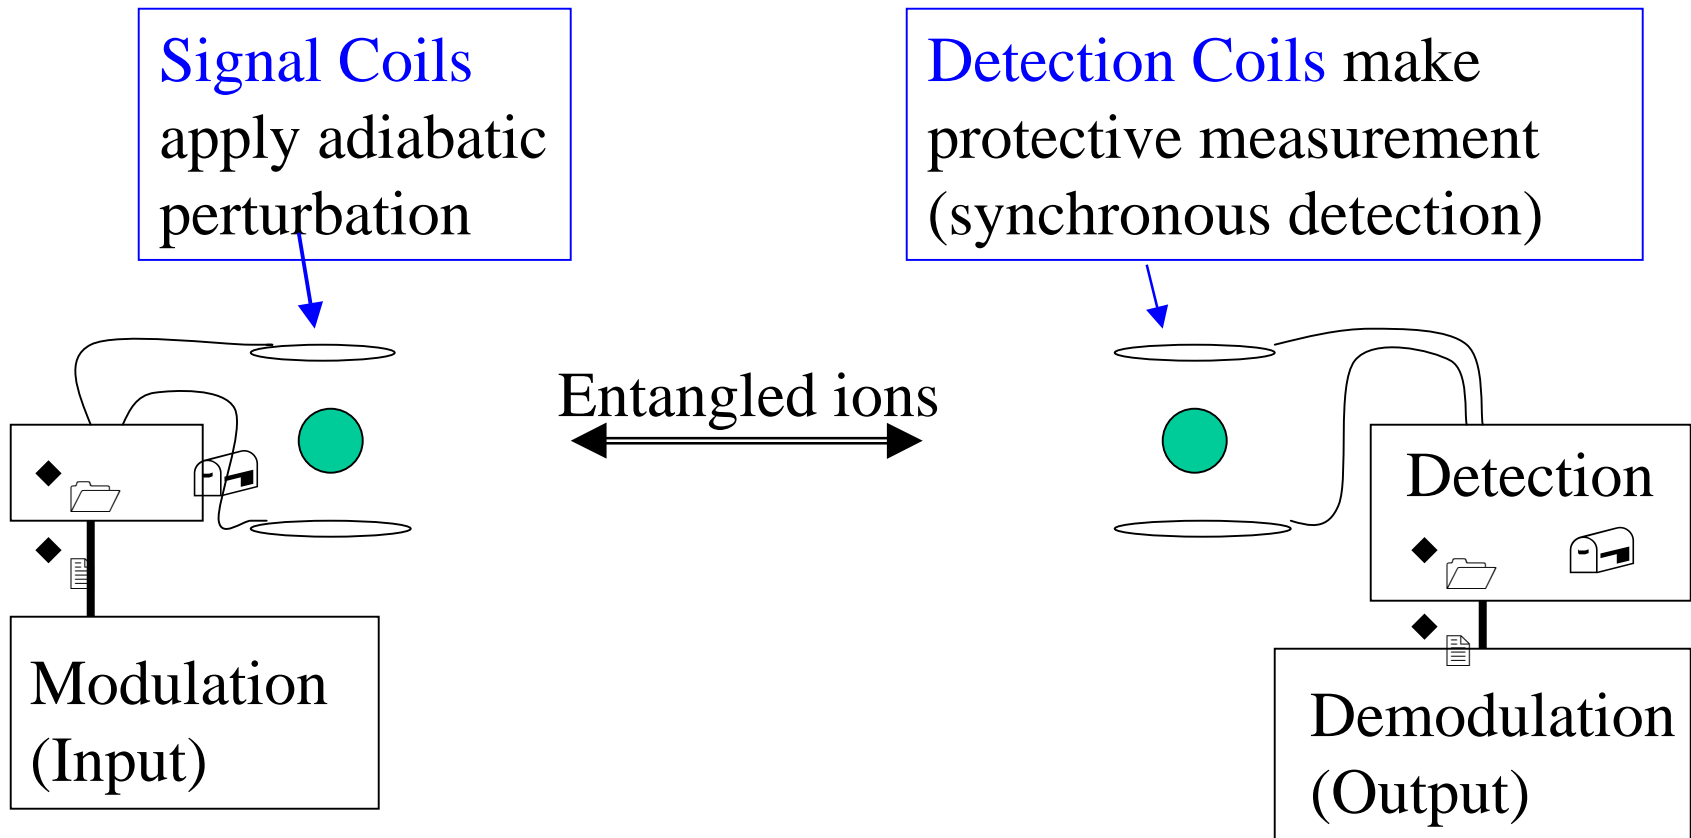 Signal Coils
apply adiabatic
perturbation
Detection Coils make
protective measurement
(synchronous detection)
Entangled ions
Detection
Modulation
(Input)
Demodulation
(Output)